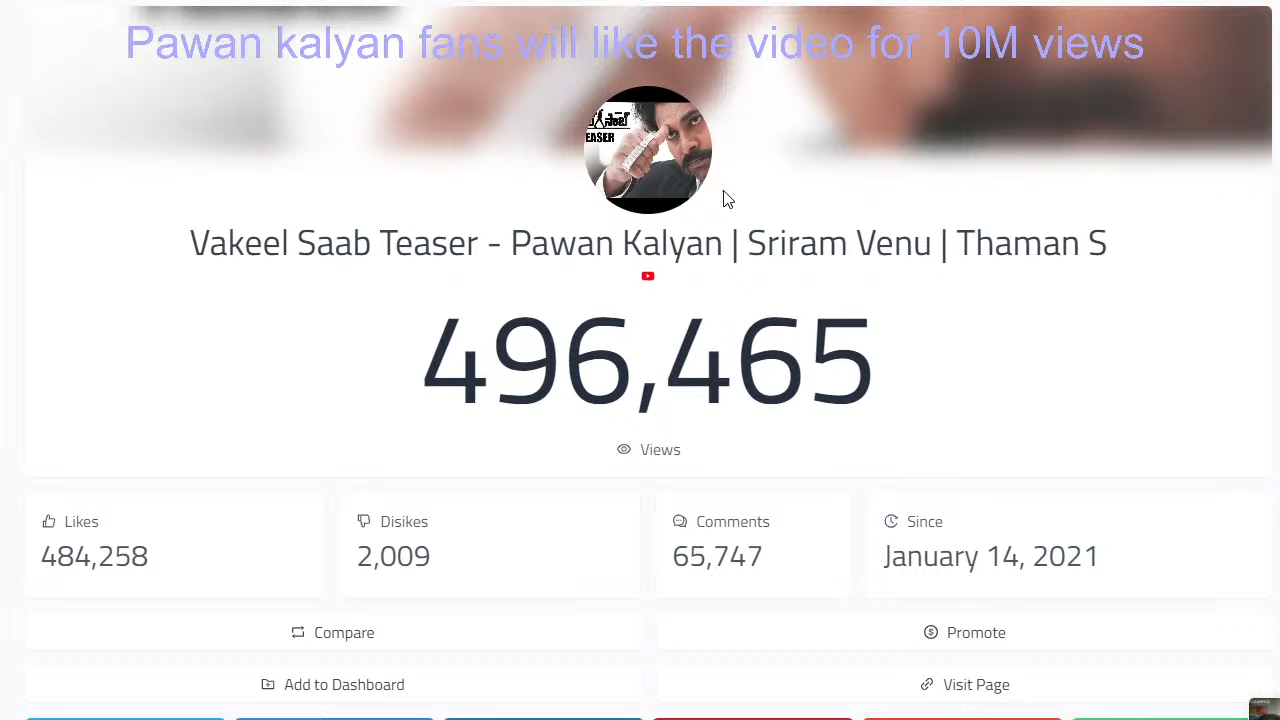 Pawan kalyan fans will like the video for 10M views
TEASER
Vakeel Saab Teaser - Pawan Kalyan | Sriram Venu | Thaman S
496,465
Views
Likes
484,258
Disikes
2,009
Comments
65,747
Since
January 14, 2021
Compare
Promote
Add to Dashboard
Visit Page